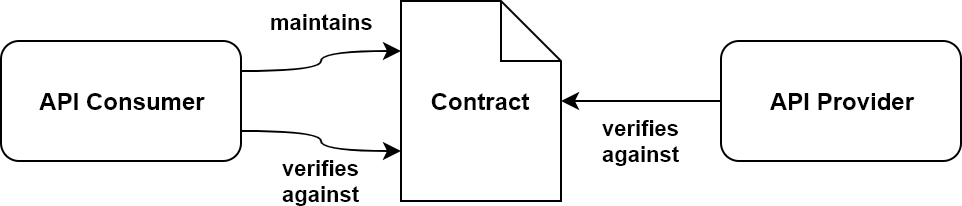 maintains
API Consumer
Contract
API Provider
verifies
against
verifies
against